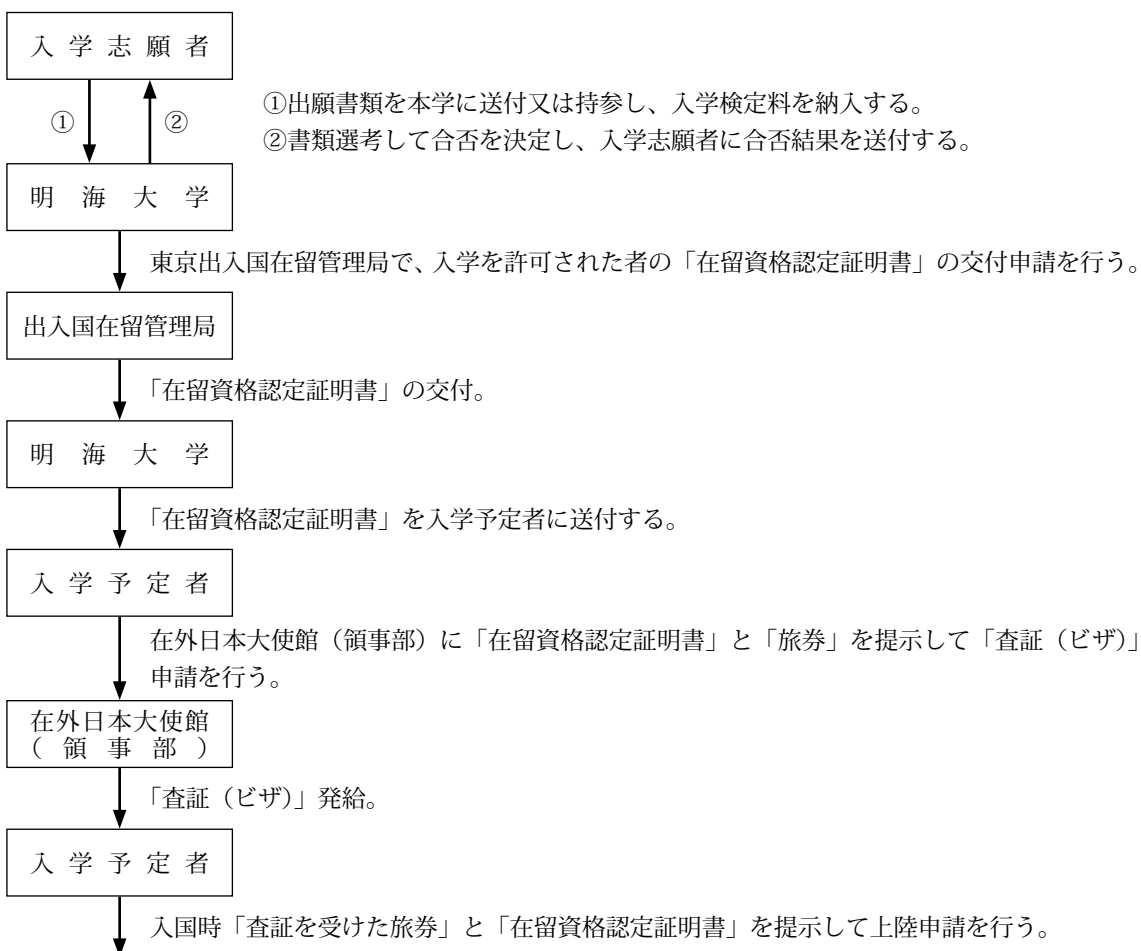 入学志願者
① ②
①出願書類を本学に送付又は持参し、入学検定料を納入する。
②書類選考して合否を決定し、入学志願者に合否結果を送付する。
明海大学
東京出入国在留管理局で、入学を許可された者の「在留資格認定証明書」の交付申請を行う。
出入国在留管理局
「在留資格認定証明書」の交付。
明海大学
「在留資格認定証明書」を入学予定者に送付する。
入学予定者
在外日本大使館（領事部）に「在留資格認定証明書」と「旅券」を提示して「査証（ビザ）」
申請を行う。
在外日本大使館
（領事部）
「査証（ビザ）」発給。
入学予定者
入国時「査証を受けた旅券」と「在留資格認定証明書」を提示して上陸申請を行う。